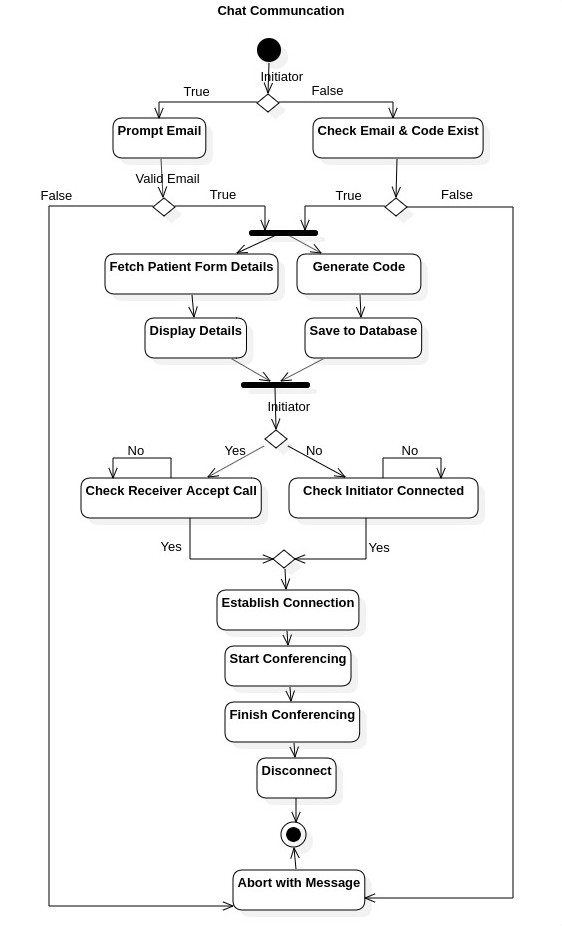 Chat Communcation
Initiator
True
False
Prompt Email
Check Email & Code Exist
Valid Email
False
True
True
False
Fetch Patient Form Details
Generate Code
Display Details
Save to Database
Initiator
No
Yes
No
No
Check Receiver Accept Call
Check Initiator Connected
Yes
Yes
Establish Connection
Start Conferencing
Finish Conferencing
Disconnect
Abort with Message